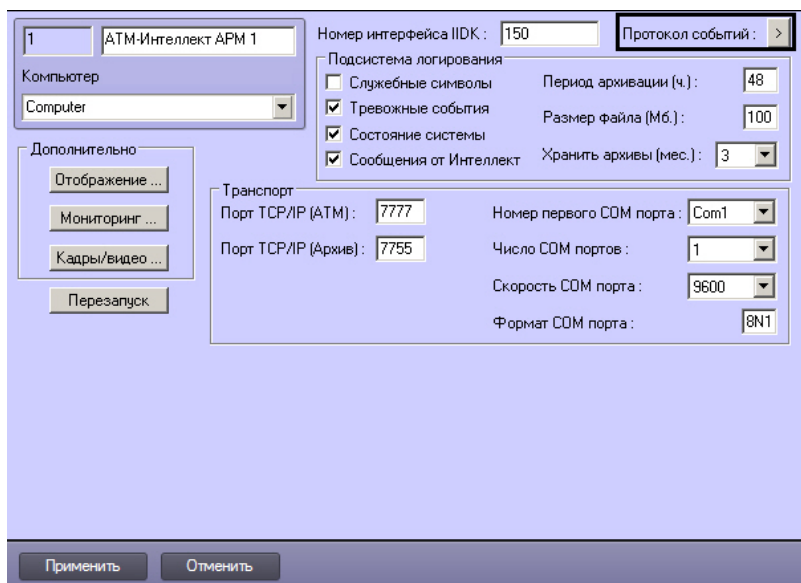 1 АТМ-Интеллект АРМ 1
Компьютер
Computer
Номер интерфейса IIDK : 150
Протокол событий : >
Подсистема логирования
Служебные символы
Тревожные события
Состояние системы
Сообщения от Интеллект
Период архивации (ч.) : 48
Размер файла (Мб.) : 100
Хранить архивы (мес.) : 3
Дополнительно
Отображение ...
Мониторинг ...
Кадры/видео ...
Перезапуск
Транспорт
Порт TCP/IP (АТМ) : 7777
Порт TCP/IP (Архив) : 7755
Номер первого COM порта : Com1
Число COM портов : 1
Скорость COM порта : 9600
Формат COM порта : 8N1
Применить Отменить